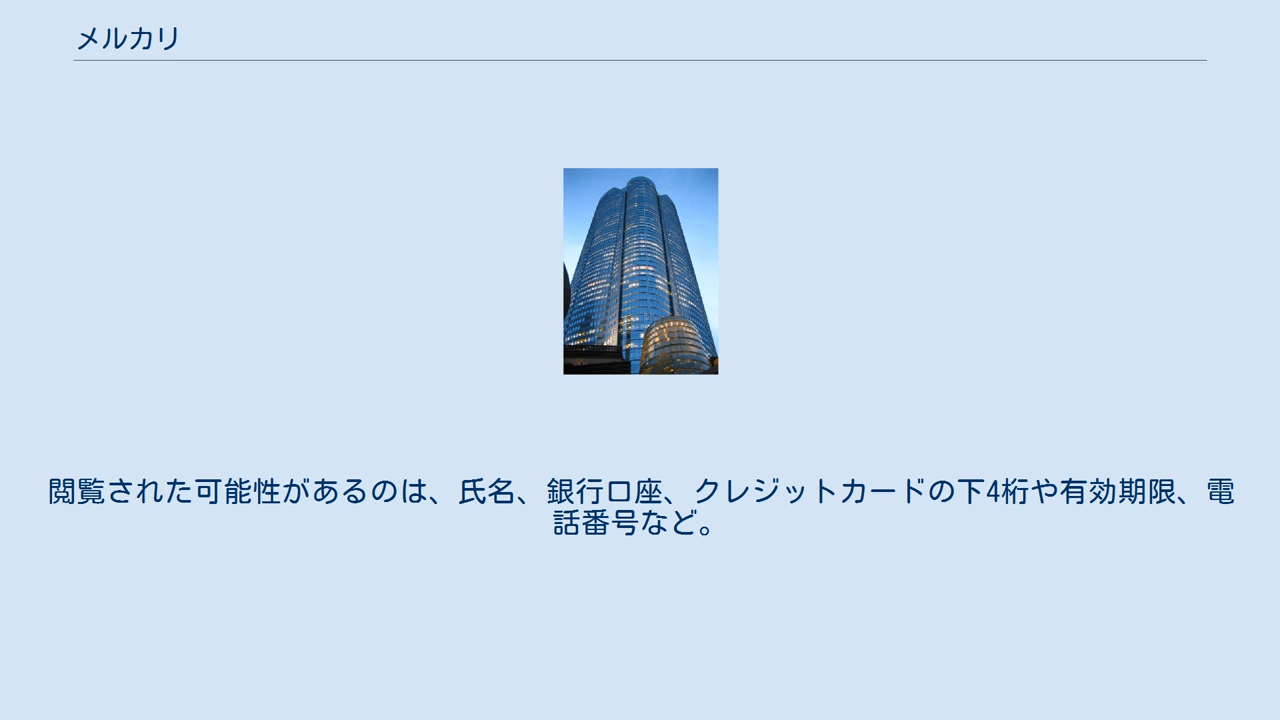 メルカリ
閲覧された可能性があるのは、氏名、銀行口座、クレジットカードの下4桁や有効期限、電
話番号など。